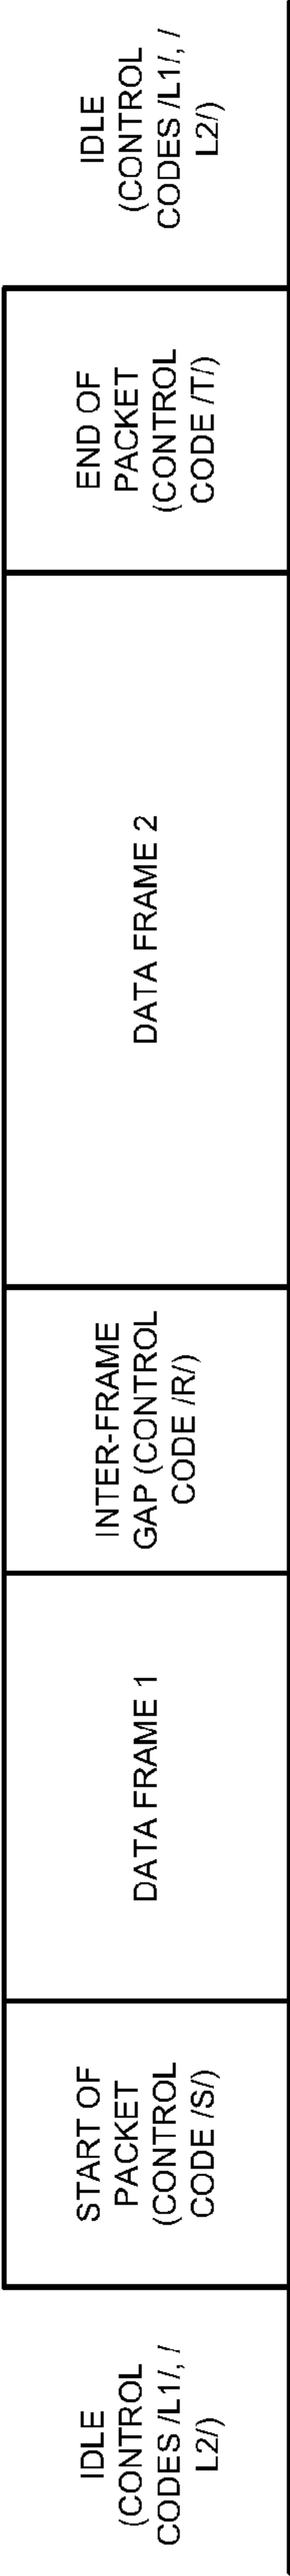 IDLE
(CONTROL
CODES /L1/, /
L2/)
START OF
PACKET
(CONTROL
CODE /S/)
DATA FRAME 1
INTER-FRAME
GAP (CONTROL
CODE /R/)
DATA FRAME 2
END OF
PACKET
(CONTROL
CODE /T/)
IDLE
(CONTROL
CODES /L1/, /
L2/)